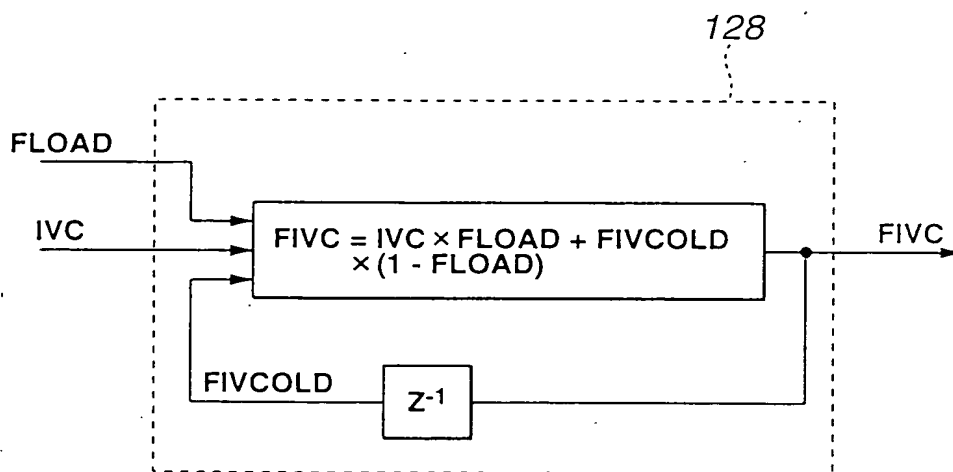 128
FLOAD
IVC
FIVC = IVC × FLOAD + FIVCOLD
× (1 - FLOAD)
FIVC
FIVCOLD
Z⁻¹